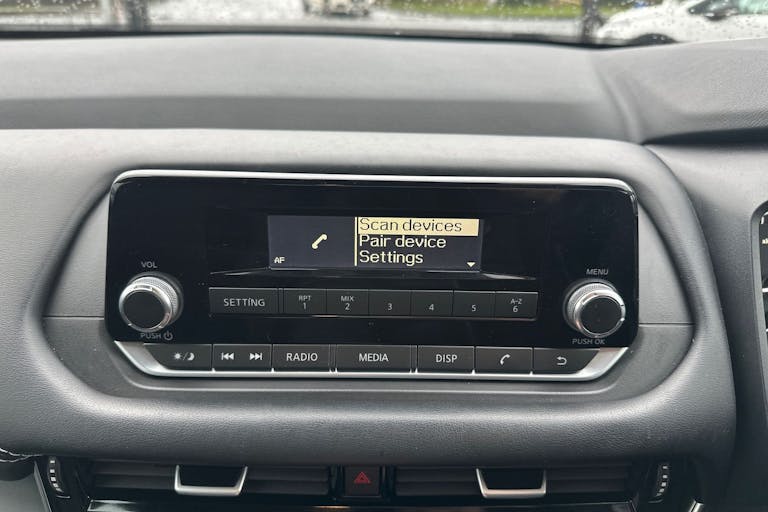 Scan devices
Pair device
AF
Settings
VOL
MENU
SETTING
RPT
1
MIX
2
3
4
5
A-Z
6
PUSH
PUSH OK
RADIO
MEDIA
DISP